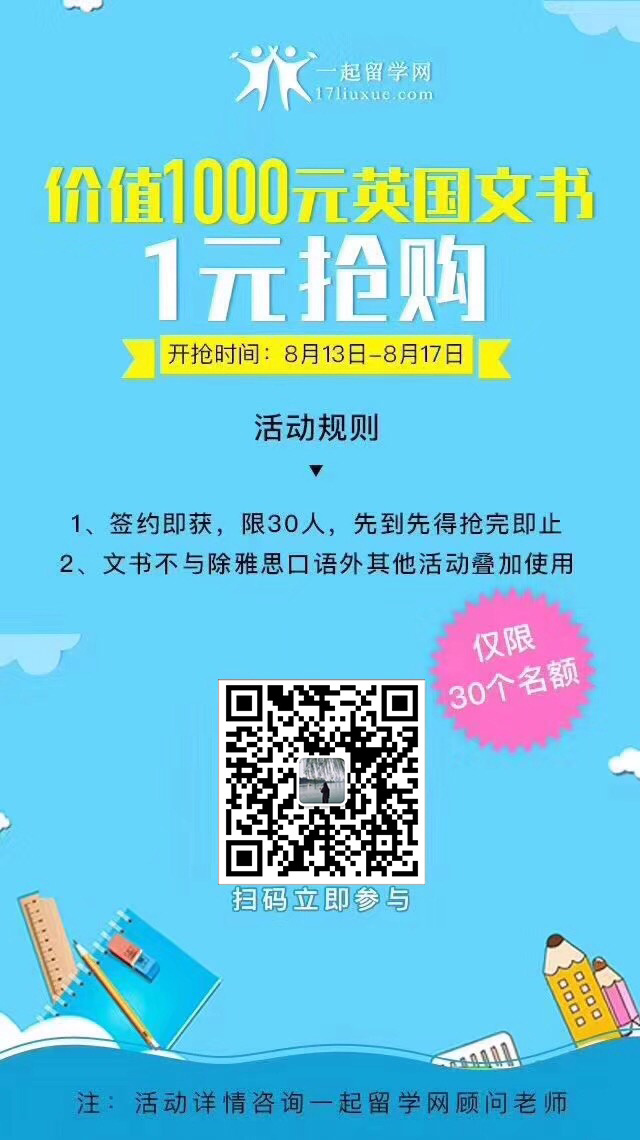 一起留学网
17liuxue.com
价值1000元英国文书
1元抢购
开抢时间：8月13日-8月17日
活动规则
1、签约即获，限30人，先到先得抢完即止
2、文书不与除雅思口语外其他活动叠加使用
仅限
30个名额
扫码立即参与
注：活动详情咨询一起留学网顾问老师